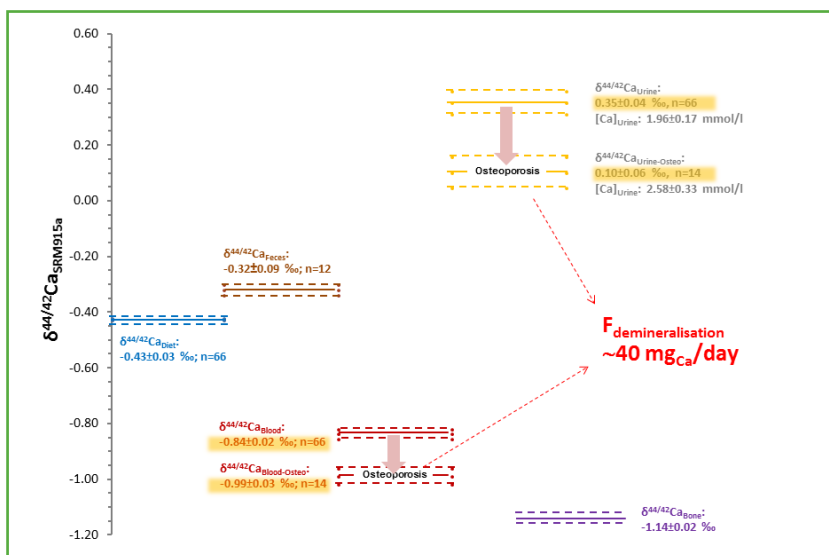 0.60
0.40
0.20
0.00
-0.20
-0.40
-0.60
-0.80
-1.00
-1.20
δ44/42CaSRM915a
δ44/42CaUrine:
0.35±0.04 ‰, n=66
[Ca]Urine: 1.96±0.17 mmol/l
δ44/42CaUrine-Osteo:
0.10±0.06 ‰, n=14
[Ca]Urine: 2.58±0.33 mmol/l
Osteoporosis
δ44/42CaFeces:
-0.32±0.09 ‰; n=12
δ44/42CaDiet:
-0.43±0.03 ‰; n=66
Fdemineralisation
~40 mgCa/day
δ44/42CaBlood:
-0.84±0.02 ‰; n=66
δ44/42CaBlood-Osteo:
-0.99±0.03 ‰, n=14
Osteoporosis
δ44/42CaBone:
-1.14±0.02 ‰